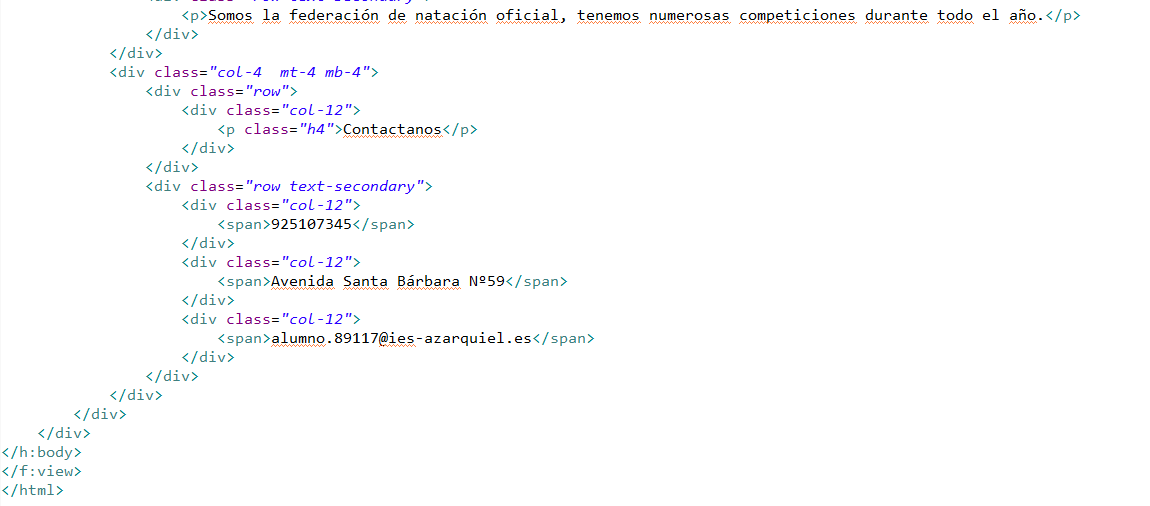 <p>Somos la federación de natación oficial, tenemos numerosas competiciones durante todo el año.</p>
</div>
</div>
<div class="col-4  mt-4 mb-4">
<div class="row">
<div class="col-12">
<p class="h4">Contactanos</p>
</div>
</div>
<div class="row text-secondary">
<div class="col-12">
<span>925107345</span>
</div>
<div class="col-12">
<span>Avenida Santa Bárbara Nº59</span>
</div>
<div class="col-12">
<span>alumno.89117@ies-azarquiel.es</span>
</div>
</div>
</div>
</div>
</div>
</h:body>
</f:view>
</html>